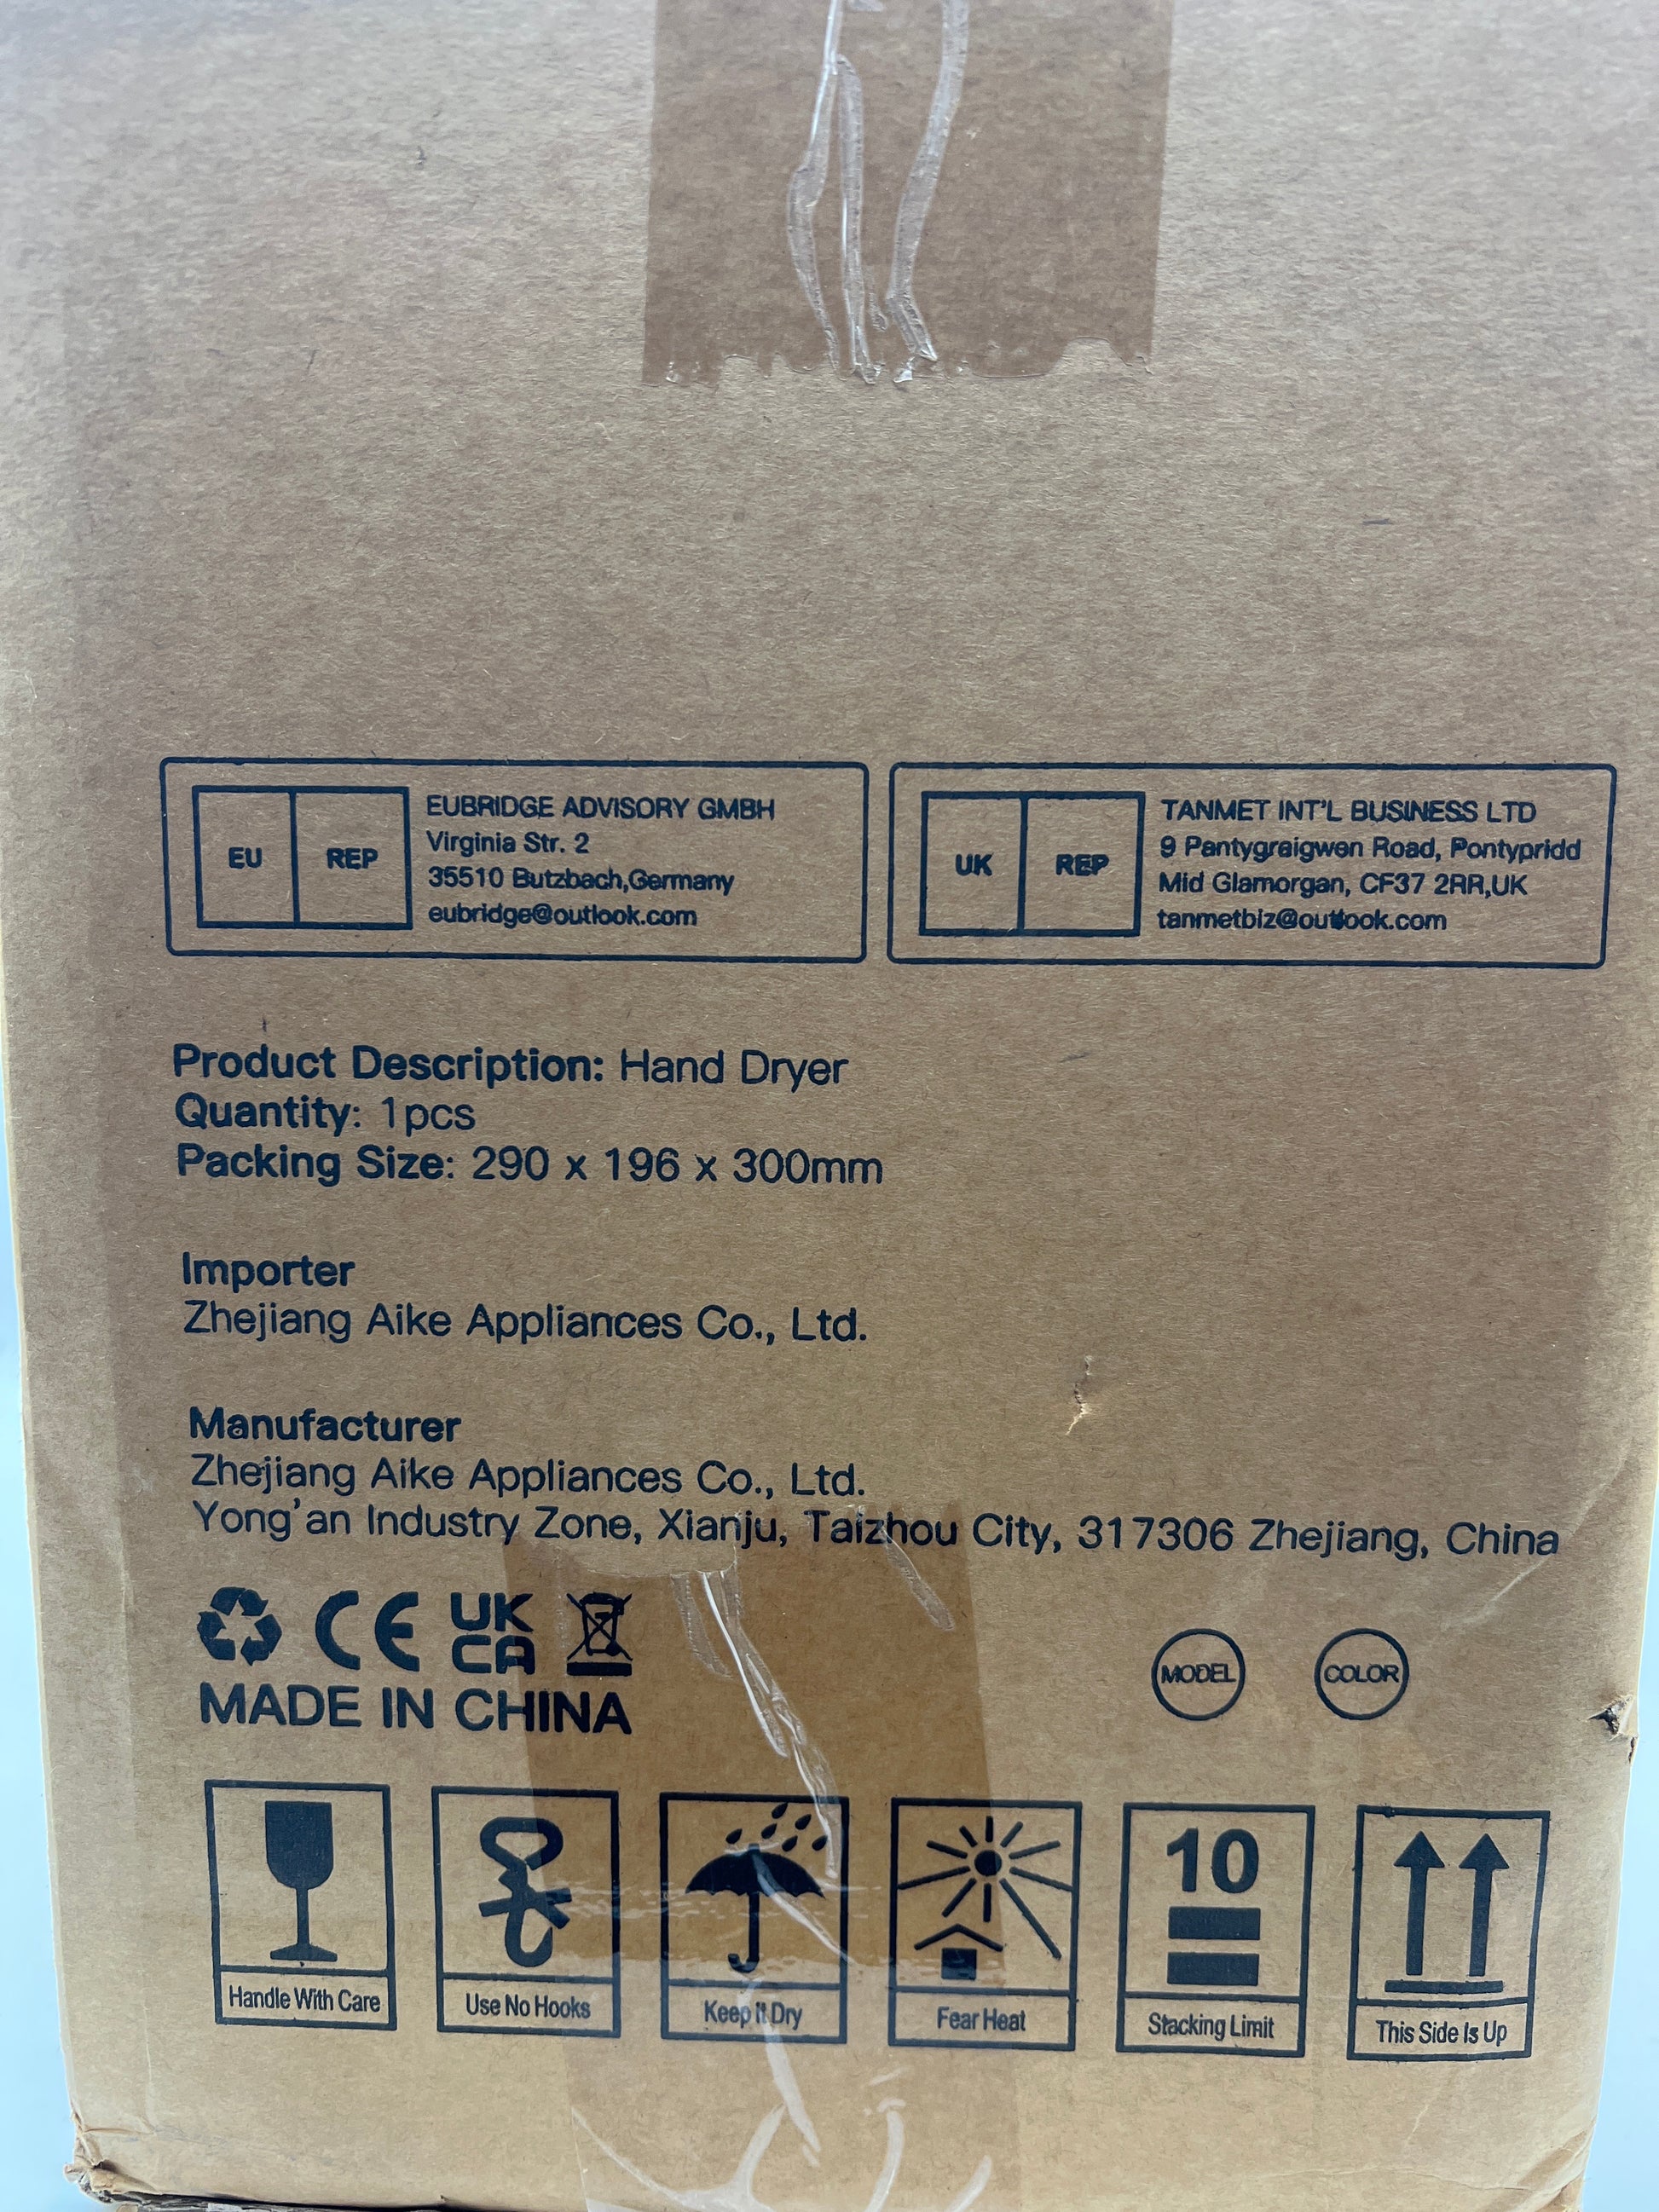 EU REP
EUBRIDGE ADVISORY GMBH
Virginia Str. 2
35510 Butzbach,Germany
eubridge@outlook.com
UK REP
TANMET INT'L BUSINESS LTD
9 Pantygraigwen Road, Pontypridd
Mid Glamorgan, CF37 2RR,UK
tanmetbiz@outlook.com
Product Description: Hand Dryer
Quantity: 1pcs
Packing Size: 290 x 196 x 300mm
Importer
Zhejiang Aike Appliances Co., Ltd.
Manufacturer
Zhejiang Aike Appliances Co., Ltd.
Yong'an Industry Zone, Xianju, Taizhou City, 317306 Zhejiang, China
CE UK
CA
MADE IN CHINA
MODEL COLOR
10
Handle With Care
Use No Hooks
Keep It Dry
Fear Heat
Stacking Limit
This Side Is Up